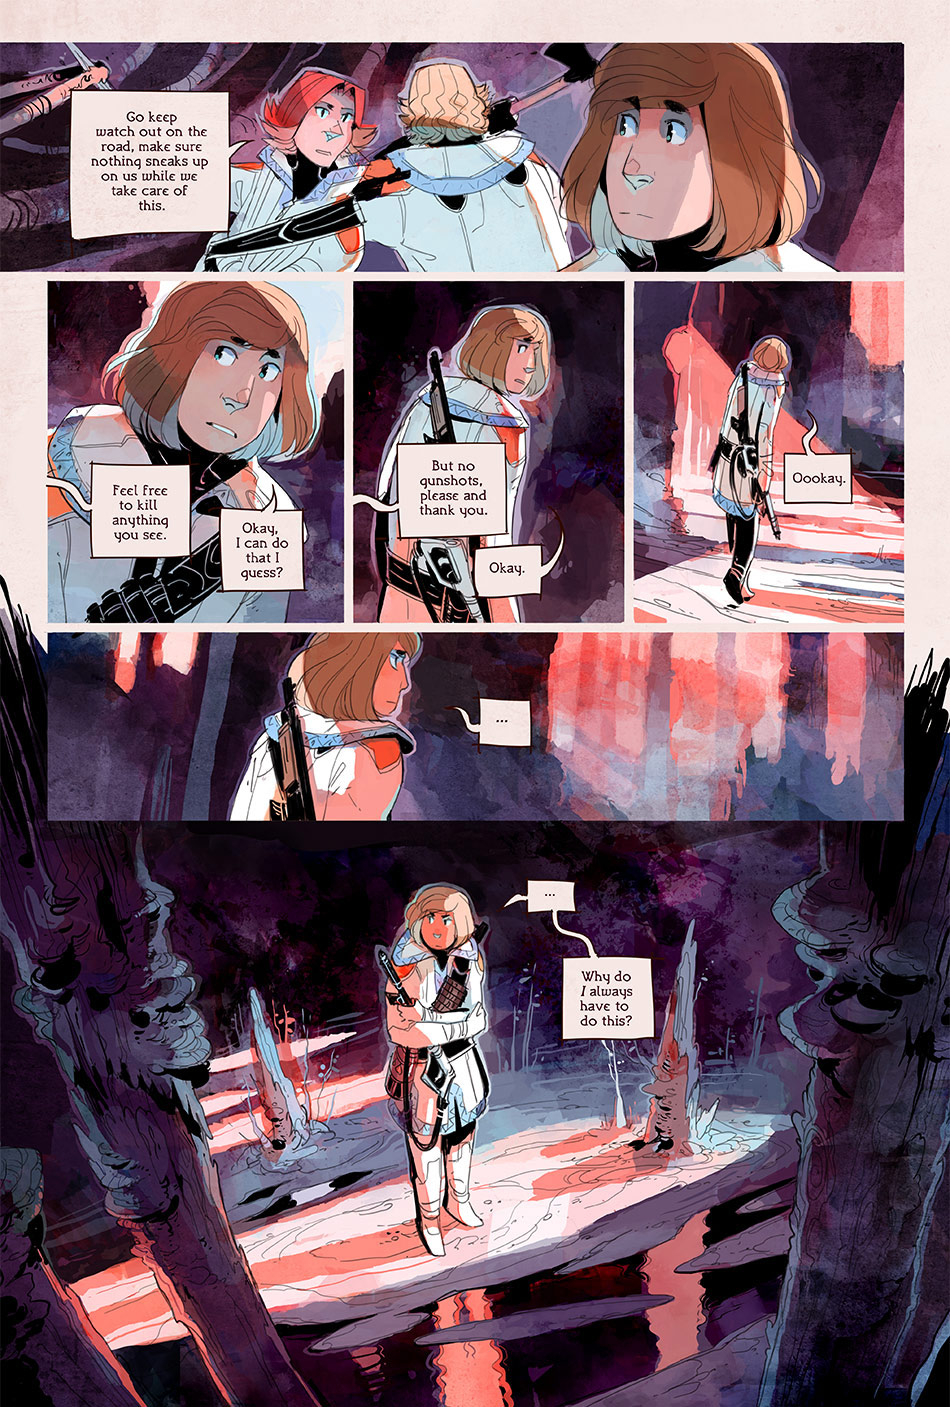 Go keep
watch out on the
road, make sure
nothing sneaks up
on us while we
take care of
this.
Feel free
to kill
anything
you see.
Okay,
I can do
that I
guess?
But no
gunshots,
please and
thank you.
Okay.
Oookay.
...
...
Why do
I always
have to
do this?